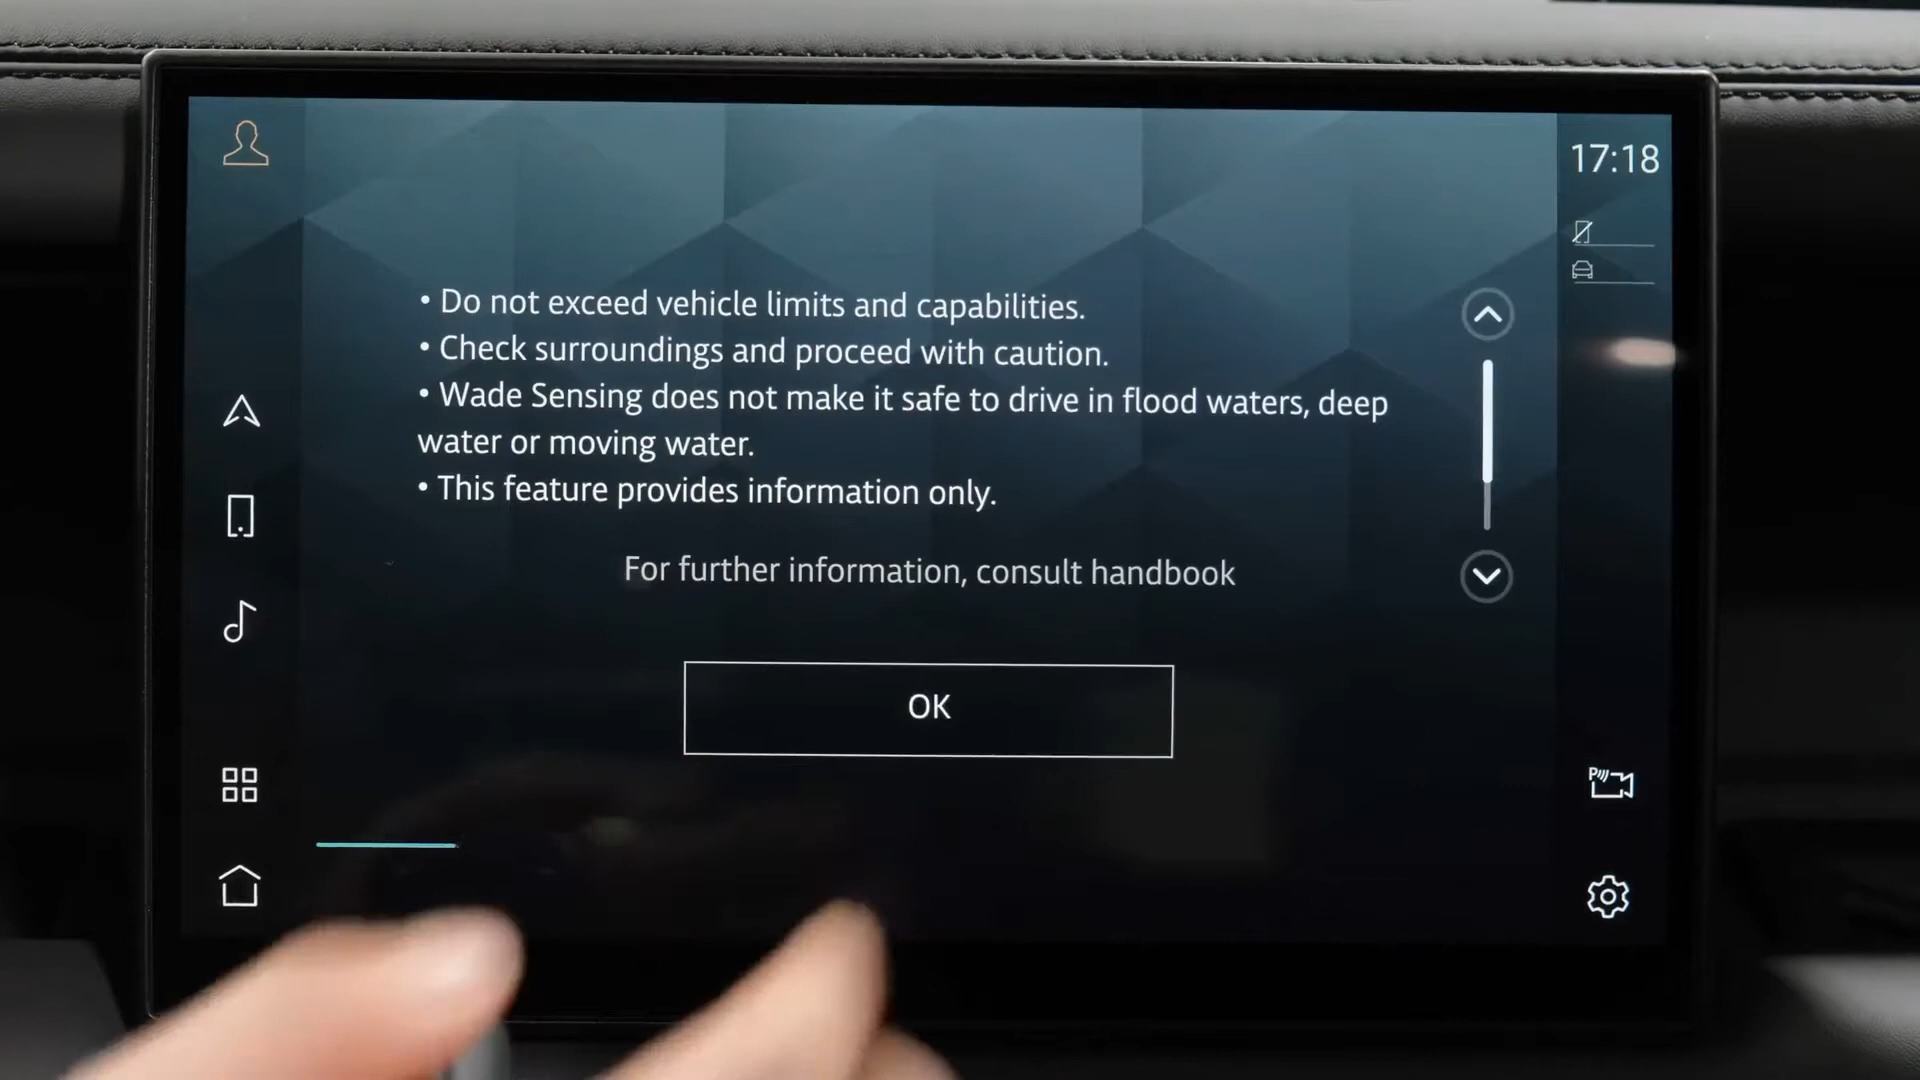 17:18
• Do not exceed vehicle limits and capabilities.
• Check surroundings and proceed with caution.
• Wade Sensing does not make it safe to drive in flood waters, deep
water or moving water.
• This feature provides information only.
For further information, consult handbook
OK
P